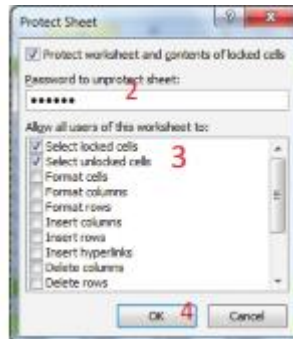 Protect Sheet
Protect worksheet and contents of locked cells
Password to unprotect sheet:
2
••••••
Allow all users of this worksheet to:
Select locked cells
Select unlocked cells
3
Format cells
Format columns
Format rows
Insert columns
Insert rows
Insert hyperlinks
Delete columns
Delete rows
OK 4 Cancel